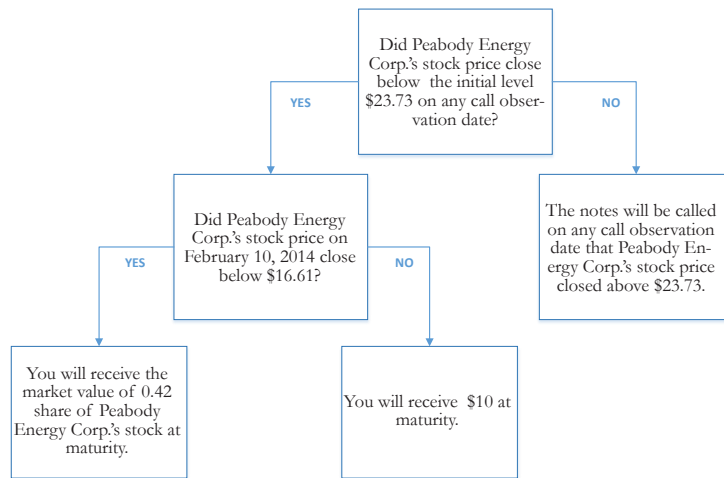 Did Peabody Energy
Corp.'s stock price close
below the initial level
$23.73 on any call obser-
vation date?
YES
NO
Did Peabody Energy
Corp.'s stock price on
February 10, 2014 close
below $16.61?
The notes will be called
on any call observation
date that Peabody En-
ergy Corp.'s stock price
closed above $23.73.
YES
NO
You will receive the
market value of 0.42
share of Peabody
Energy Corp.'s stock at
maturity.
You will receive $10 at
maturity.